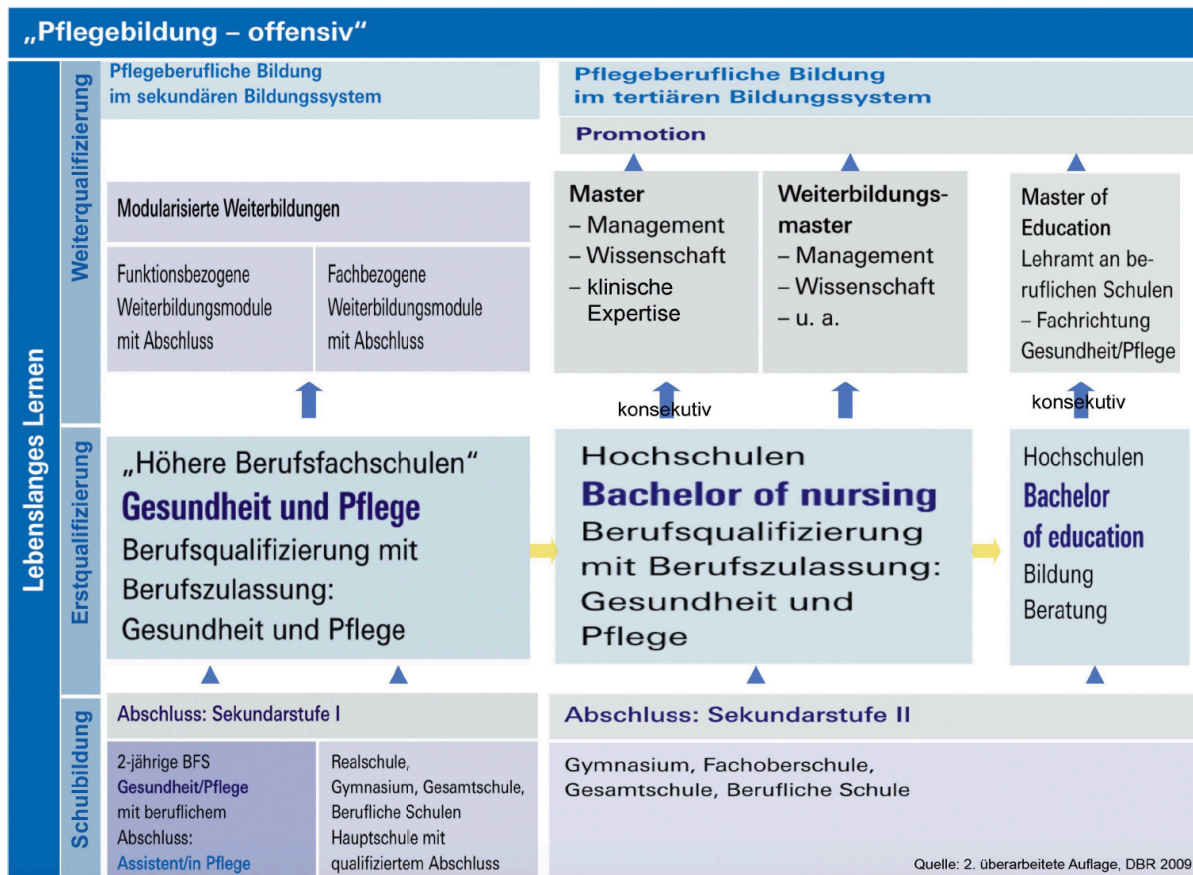 „Pflegebildung – offensiv“
Lebenslanges Lernen
Weiterqualifizierung
Pflegeberufliche Bildung
im sekundären Bildungssystem
Pflegeberufliche Bildung
im tertiären Bildungssystem
Promotion
Modularisierte Weiterbildungen
Funktionsbezogene
Weiterbildungsmodule
mit Abschluss
Fachbezogene
Weiterbildungsmodule
mit Abschluss
Master
– Management
– Wissenschaft
– klinische
Expertise
Weiterbildungs-
master
– Management
– Wissenschaft
– u. a.
Master of
Education
Lehramt an be-
ruflichen Schulen
– Fachrichtung
Gesundheit/Pflege
konsekutiv
konsekutiv
Erstqualifizierung
„Höhere Berufsfachschulen“
Gesundheit und Pflege
Berufsqualifizierung mit
Berufszulassung:
Gesundheit und Pflege
Hochschulen
Bachelor of nursing
Berufsqualifizierung
mit Berufszulassung:
Gesundheit und
Pflege
Hochschulen
Bachelor
of education
Bildung
Beratung
Schulbildung
Abschluss: Sekundarstufe I
2-jährige BFS
Gesundheit/Pflege
mit beruflichem
Abschluss:
Assistent/in Pflege
Realschule,
Gymnasium, Gesamtschule,
Berufliche Schulen
Hauptschule mit
qualifiziertem Abschluss
Abschluss: Sekundarstufe II
Gymnasium, Fachoberschule,
Gesamtschule, Berufliche Schule
Quelle: 2. überarbeitete Auflage, DBR 2009